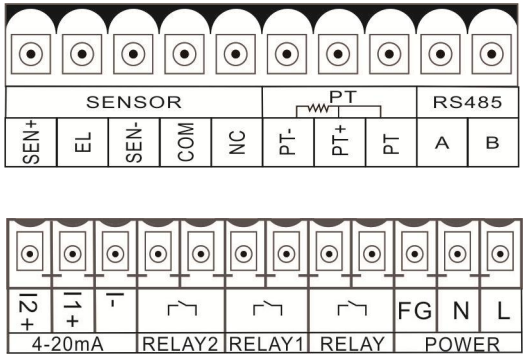 SENSOR PT RS485
SEN+ EL SEN- COM NC PT- PT+ PT A B
I2+ I1+ I- FG N L
4-20mA RELAY2 RELAY1 RELAY POWER